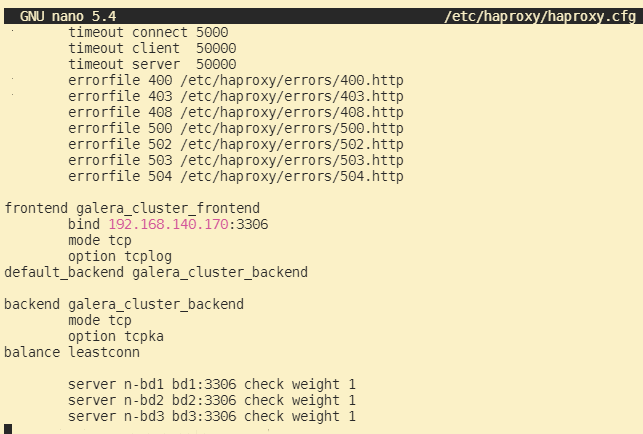 GNU nano 5.4 /etc/haproxy/haproxy.cfg
timeout connect 5000
timeout client  50000
timeout server  50000
errorfile 400 /etc/haproxy/errors/400.http
errorfile 403 /etc/haproxy/errors/403.http
errorfile 408 /etc/haproxy/errors/408.http
errorfile 500 /etc/haproxy/errors/500.http
errorfile 502 /etc/haproxy/errors/502.http
errorfile 503 /etc/haproxy/errors/503.http
errorfile 504 /etc/haproxy/errors/504.http
frontend galera_cluster_frontend
bind 192.168.140.170:3306
mode tcp
option tcplog
default_backend galera_cluster_backend
backend galera_cluster_backend
mode tcp
option tcpka
balance leastconn
server n-bd1 bd1:3306 check weight 1
server n-bd2 bd2:3306 check weight 1
server n-bd3 bd3:3306 check weight 1